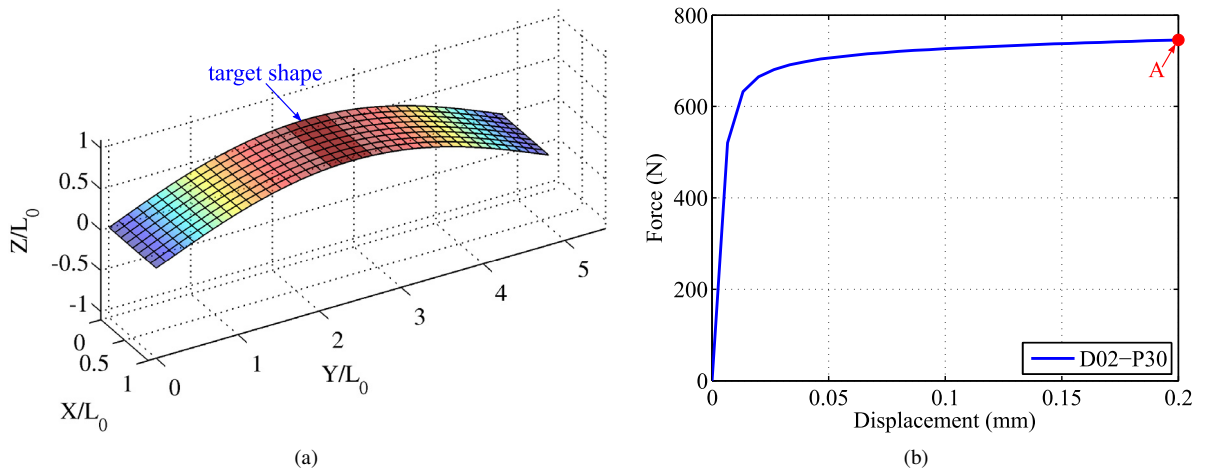 target shape
1
0.5
0
-0.5
-1
Z/L0
0
0.5
1
X/L0
0
1
2
3
4
5
Y/L0
(a)
800
600
400
200
0
Force (N)
A
D02−P30
0
0.05
0.1
0.15
0.2
Displacement (mm)
(b)